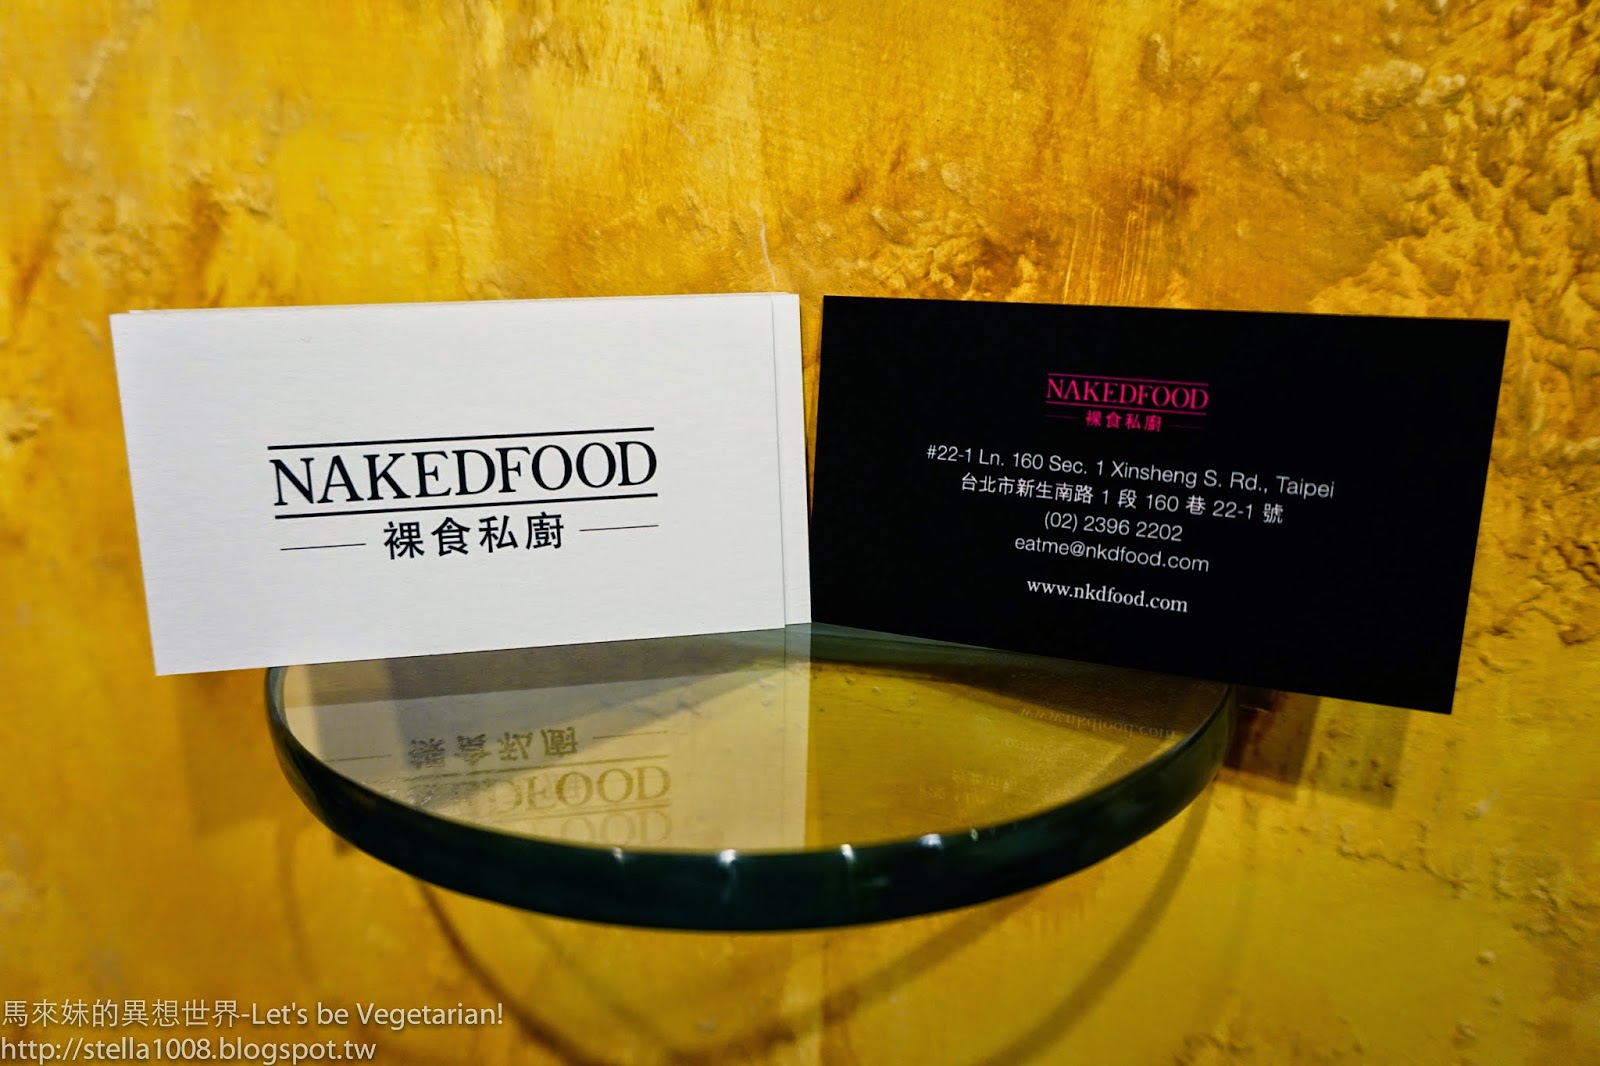 NAKEDFOOD
裸食私廚
NAKEDFOOD
裸食私廚
#22-1 Ln. 160 Sec. 1 Xinsheng S. Rd., Taipei
台北市新生南路 1 段 160 巷 22-1 號
(02) 2396 2202
eatme@nkdfood.com
www.nkdfood.com
馬來妹的異想世界-Let's be Vegetarian!
http://stella1008.blogspot.tw